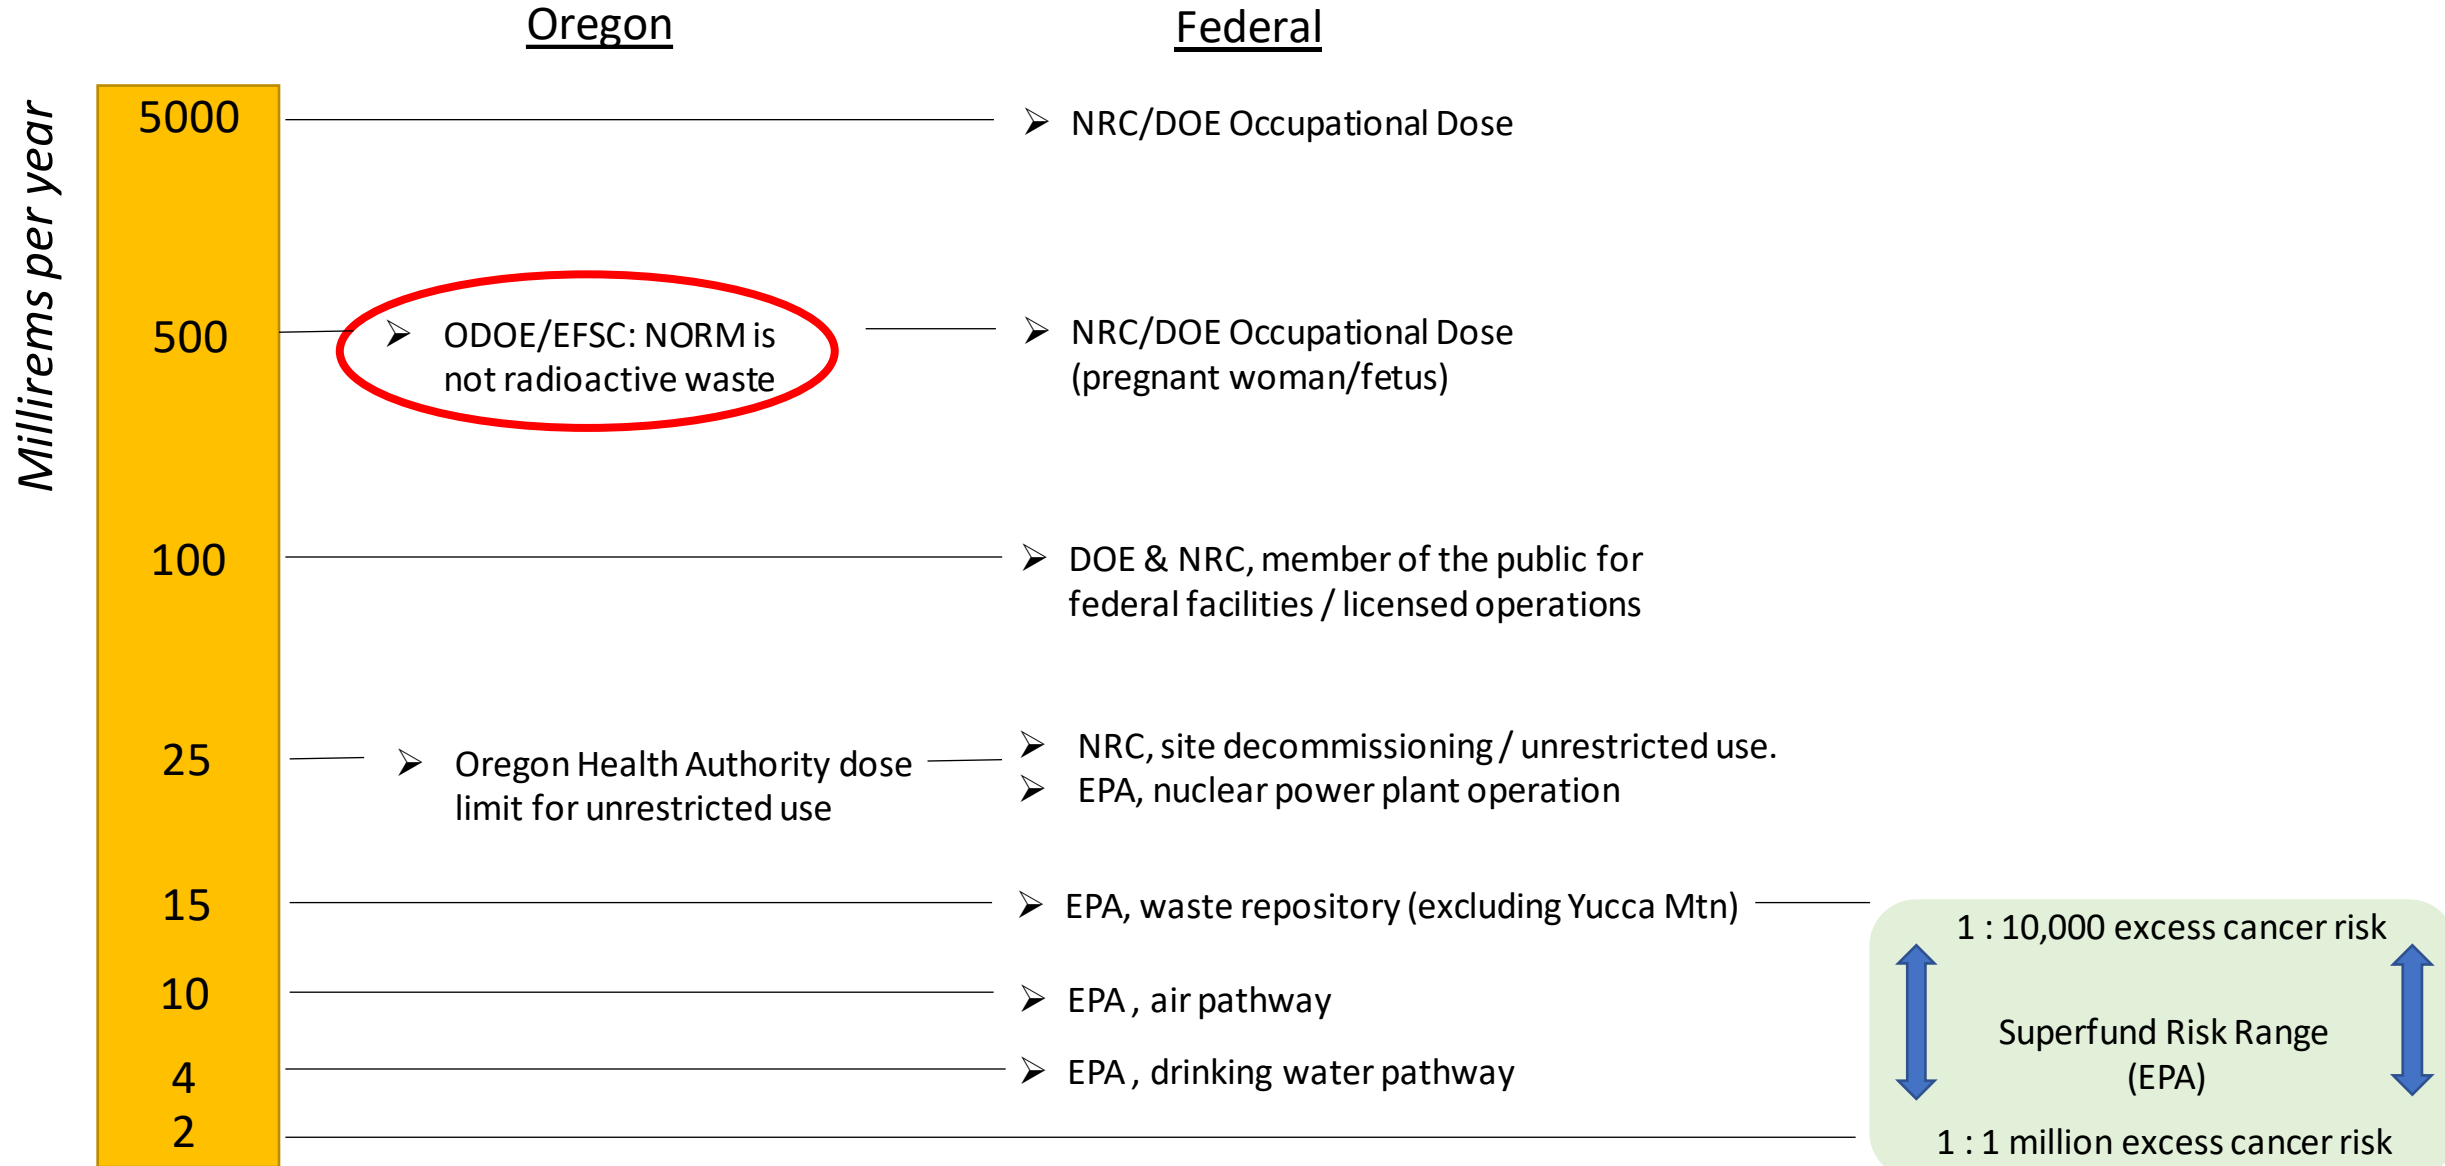 Oregon
Federal
Millirems per year
5000
➢ NRC/DOE Occupational Dose
500
➢ ODOE/EFSC: NORM is
not radioactive waste
➢ NRC/DOE Occupational Dose
(pregnant woman/fetus)
100
➢ DOE & NRC, member of the public for
federal facilities / licensed operations
25
➢ Oregon Health Authority dose
limit for unrestricted use
➢ NRC, site decommissioning / unrestricted use.
➢ EPA, nuclear power plant operation
15
➢ EPA, waste repository (excluding Yucca Mtn)
1 : 10,000 excess cancer risk
10
➢ EPA , air pathway
Superfund Risk Range
(EPA)
4
➢ EPA , drinking water pathway
2
1 : 1 million excess cancer risk